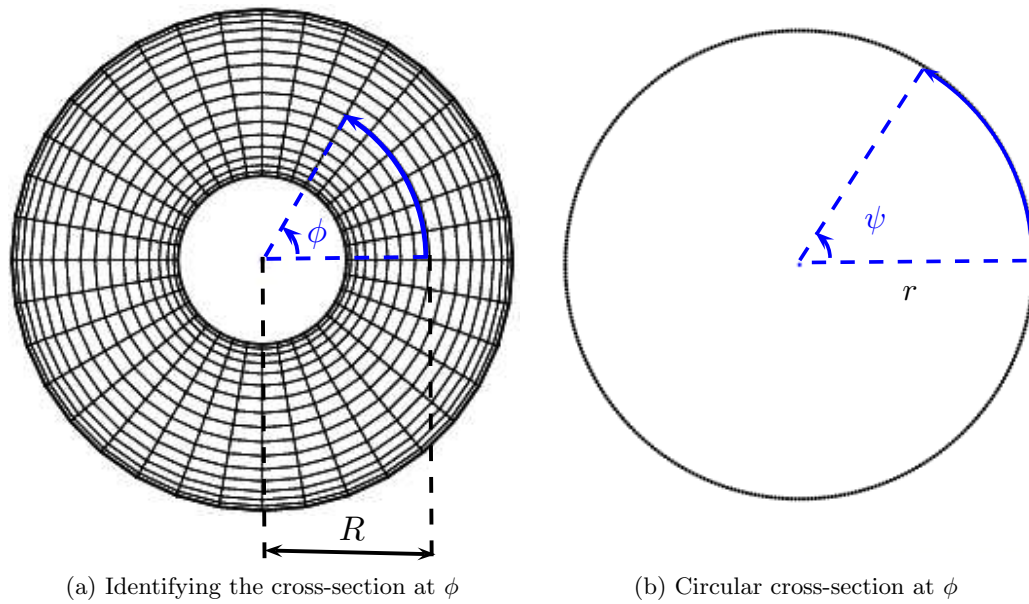 ϕ
R
(a) Identifying the cross-section at ϕ
ψ
r
(b) Circular cross-section at ϕ